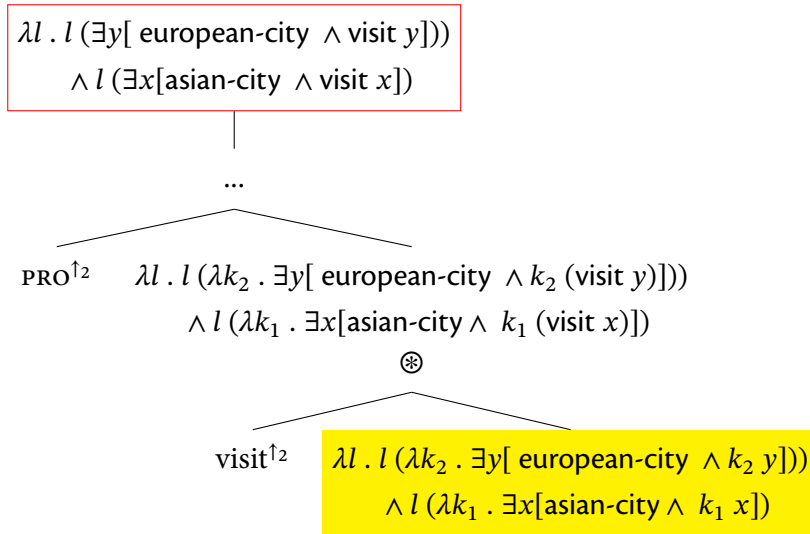 λl . l (∃y[ european-city ∧ visit y]))
∧ l (∃x[asian-city ∧ visit x])
...
PRO↑2
λl . l (λk₂ . ∃y[ european-city ∧ k₂ (visit y)]))
∧ l (λk₁ . ∃x[asian-city ∧ k₁ (visit x)])
⊛
visit↑2
λl . l (λk₂ . ∃y[ european-city ∧ k₂ y]))
∧ l (λk₁ . ∃x[asian-city ∧ k₁ x])